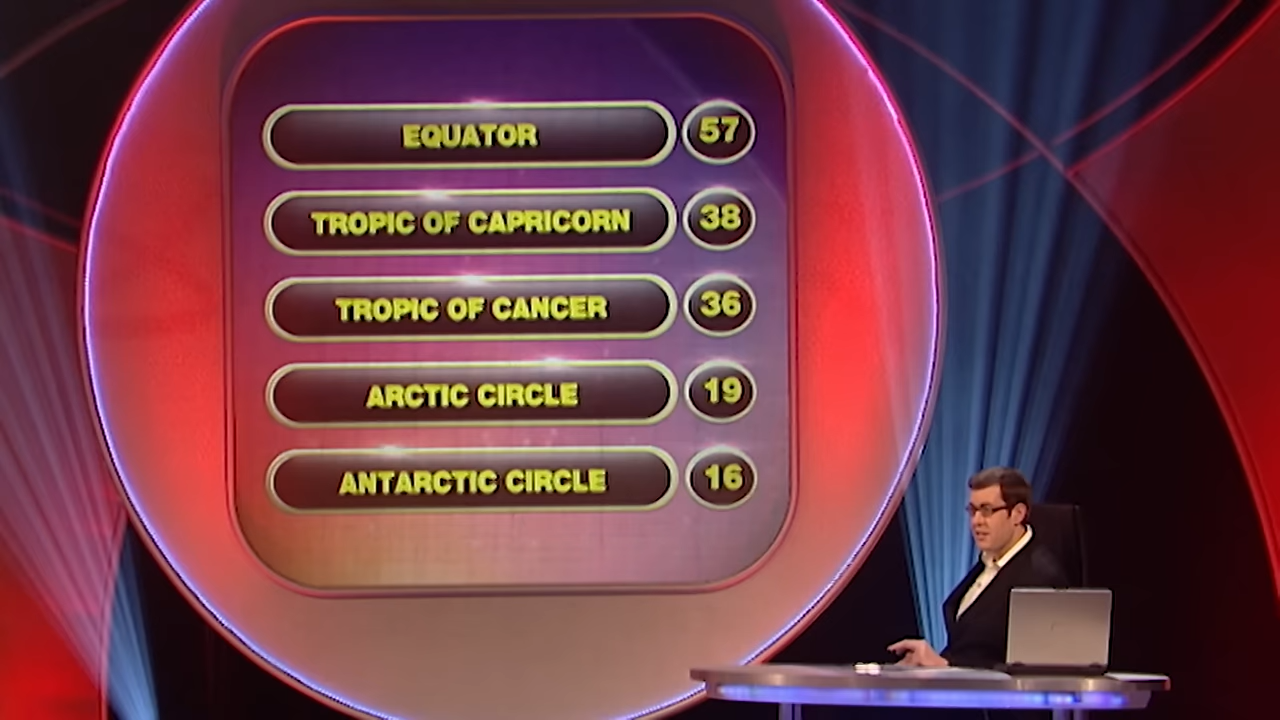 EQUATOR 57
TROPIC OF CAPRICORN 38
TROPIC OF CANCER 36
ARCTIC CIRCLE 19
ANTARCTIC CIRCLE 16